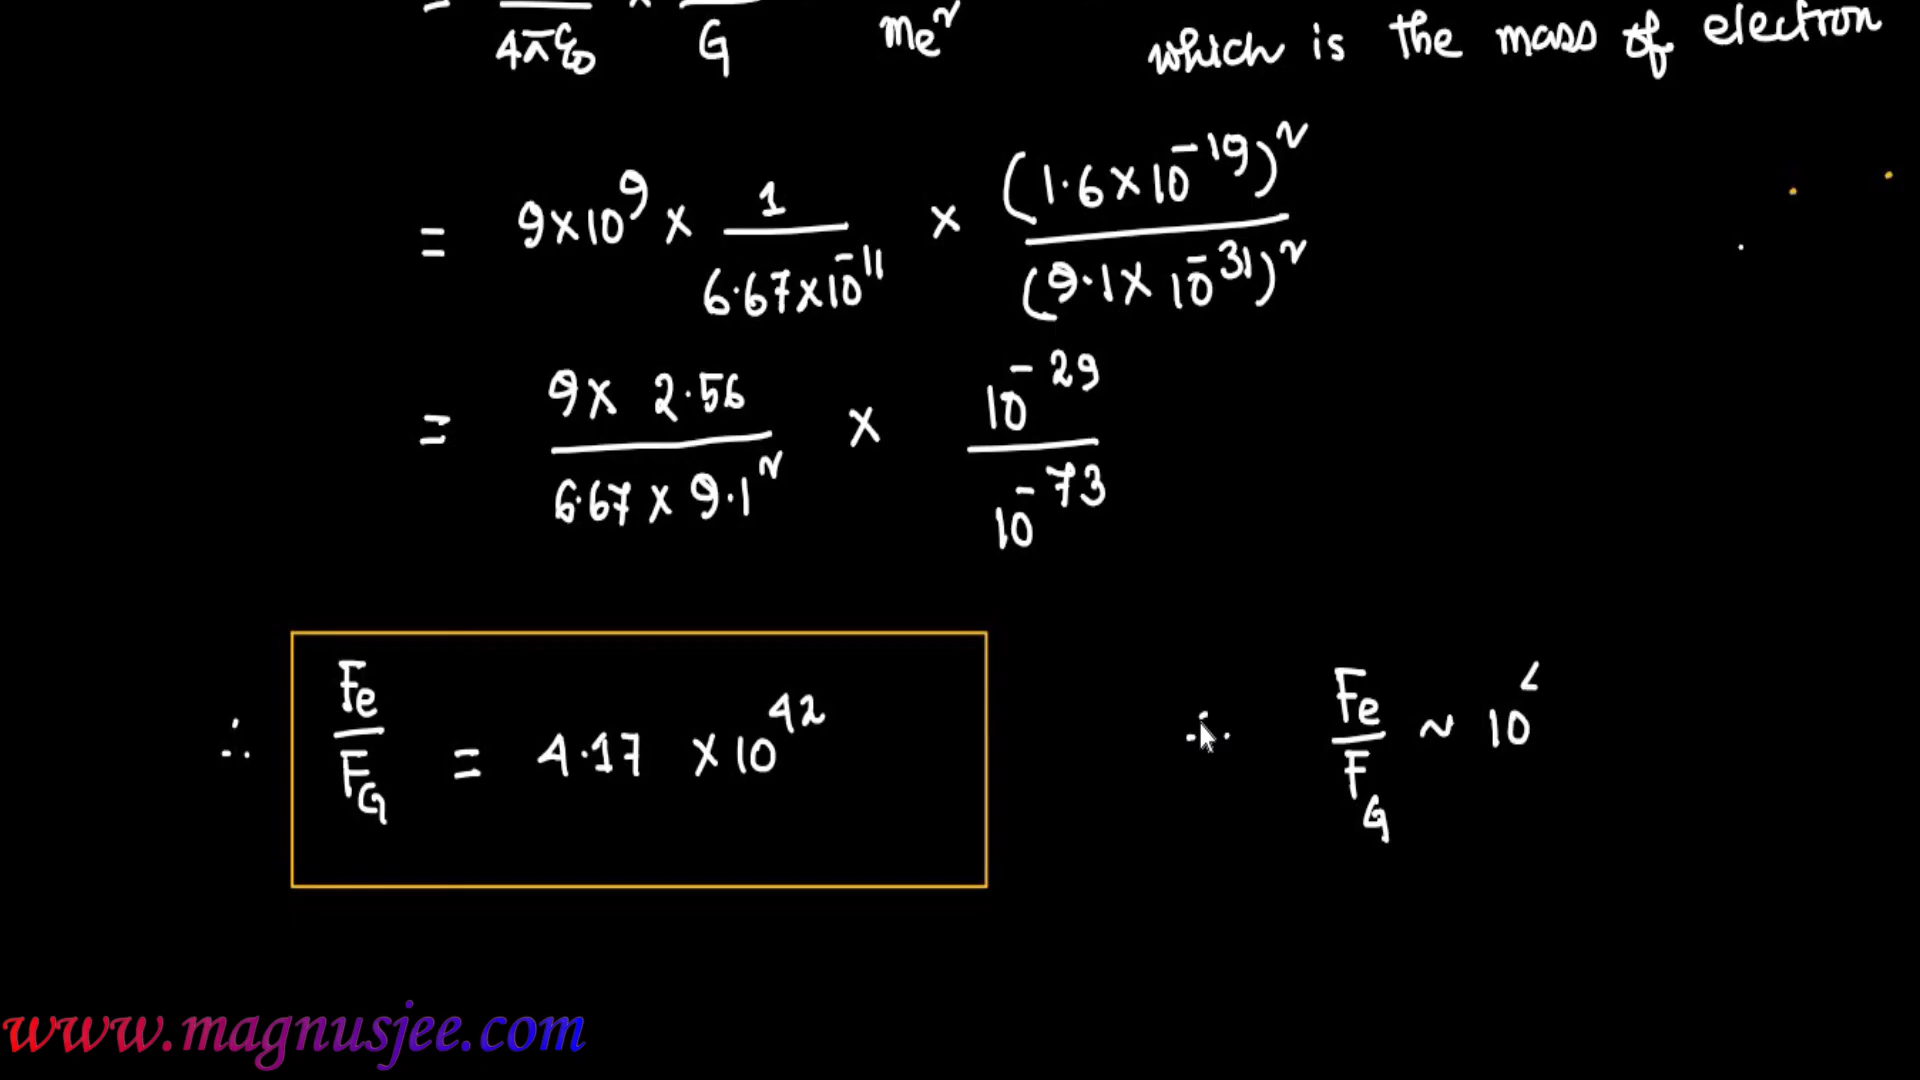 = 1/4πε₀ × 1/G mₑ² which is the mass of electron
= 9×10⁹ × 1/(6.67×10⁻¹¹) × (1.6×10⁻¹⁹)²/(9.1×10⁻³¹)²
= (9× 2.56)/(6.67 × 9.1²) × 10⁻²⁹/10⁻⁷³
∴ Fe/FG = 4.17 ×10⁴² ∴ Fe/FG ~ 10
www.magnusjee.com